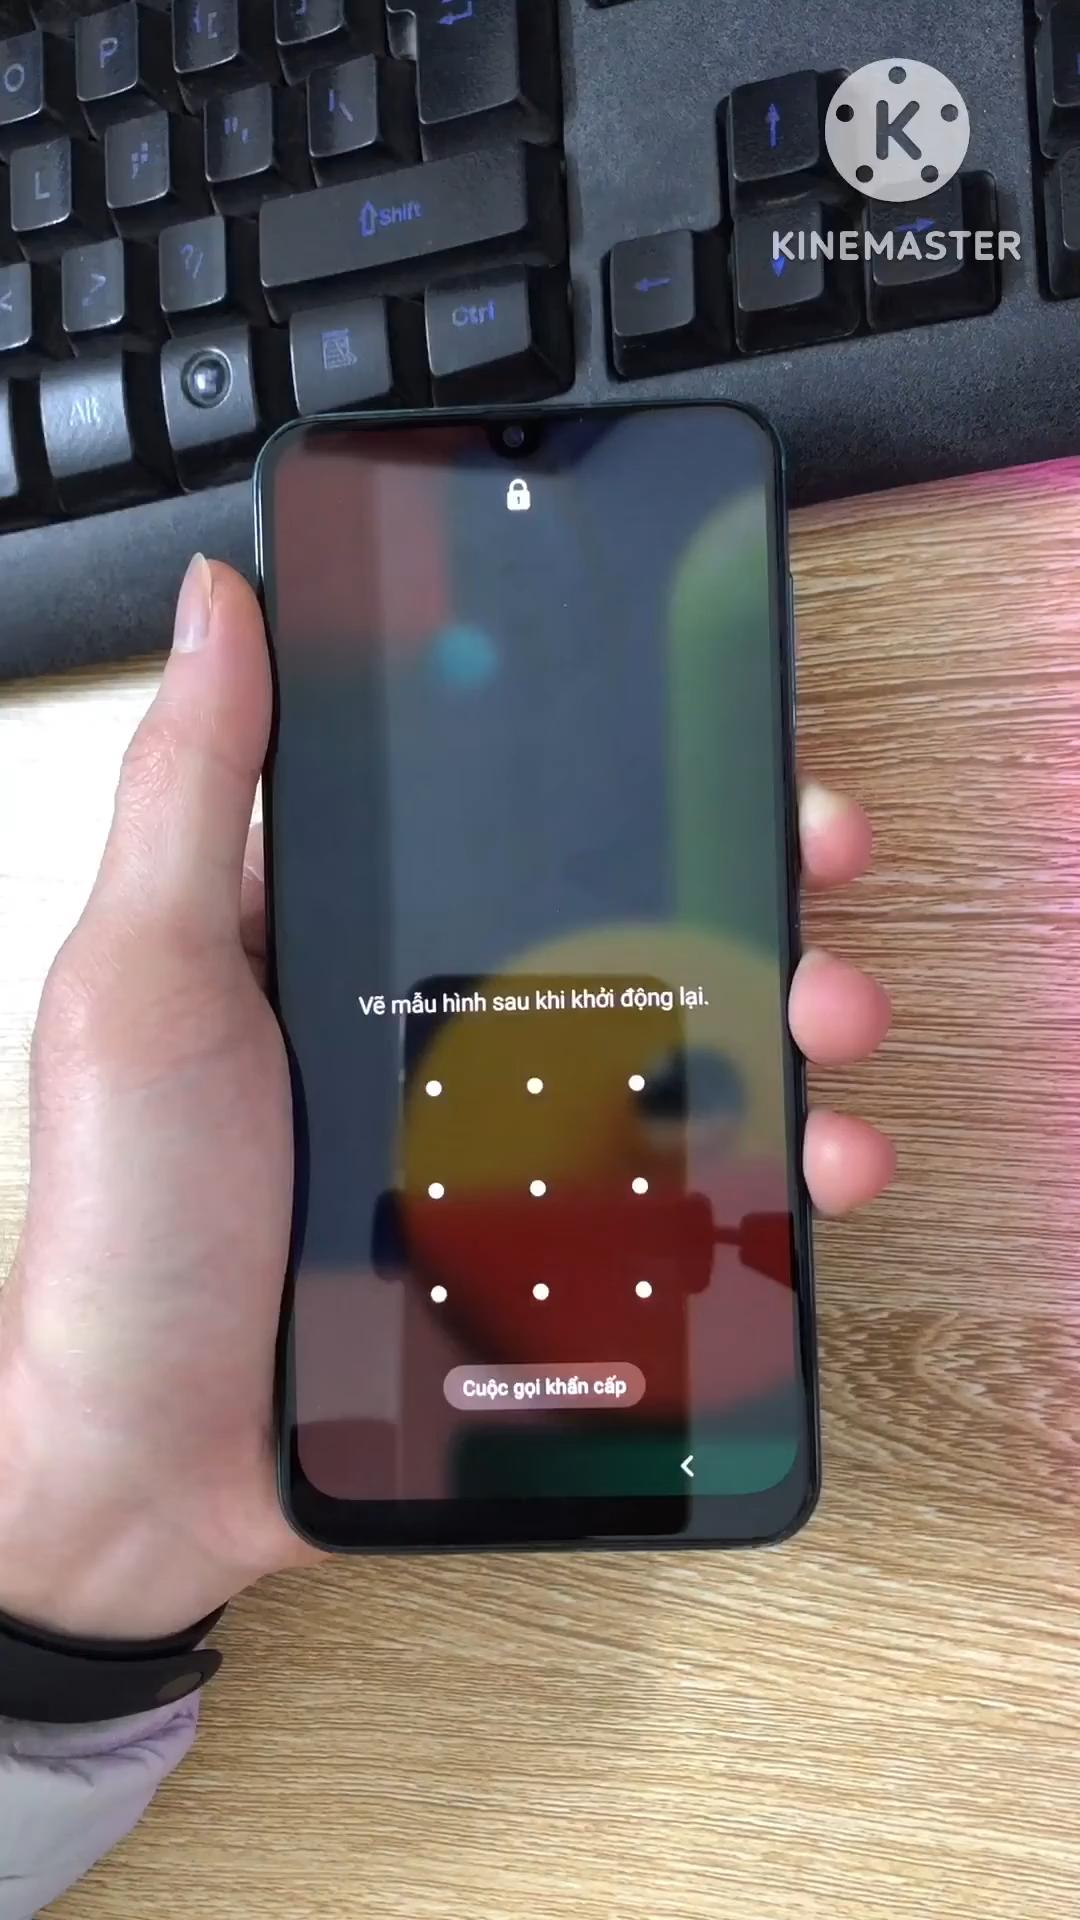 O
P
{
[
|
\
L
:
;
"
'
Shift
<
>
.
?
/
Alt
Ctrl
K
KINEMASTER
Vẽ mẫu hình sau khi khởi động lại.
Cuộc gọi khẩn cấp